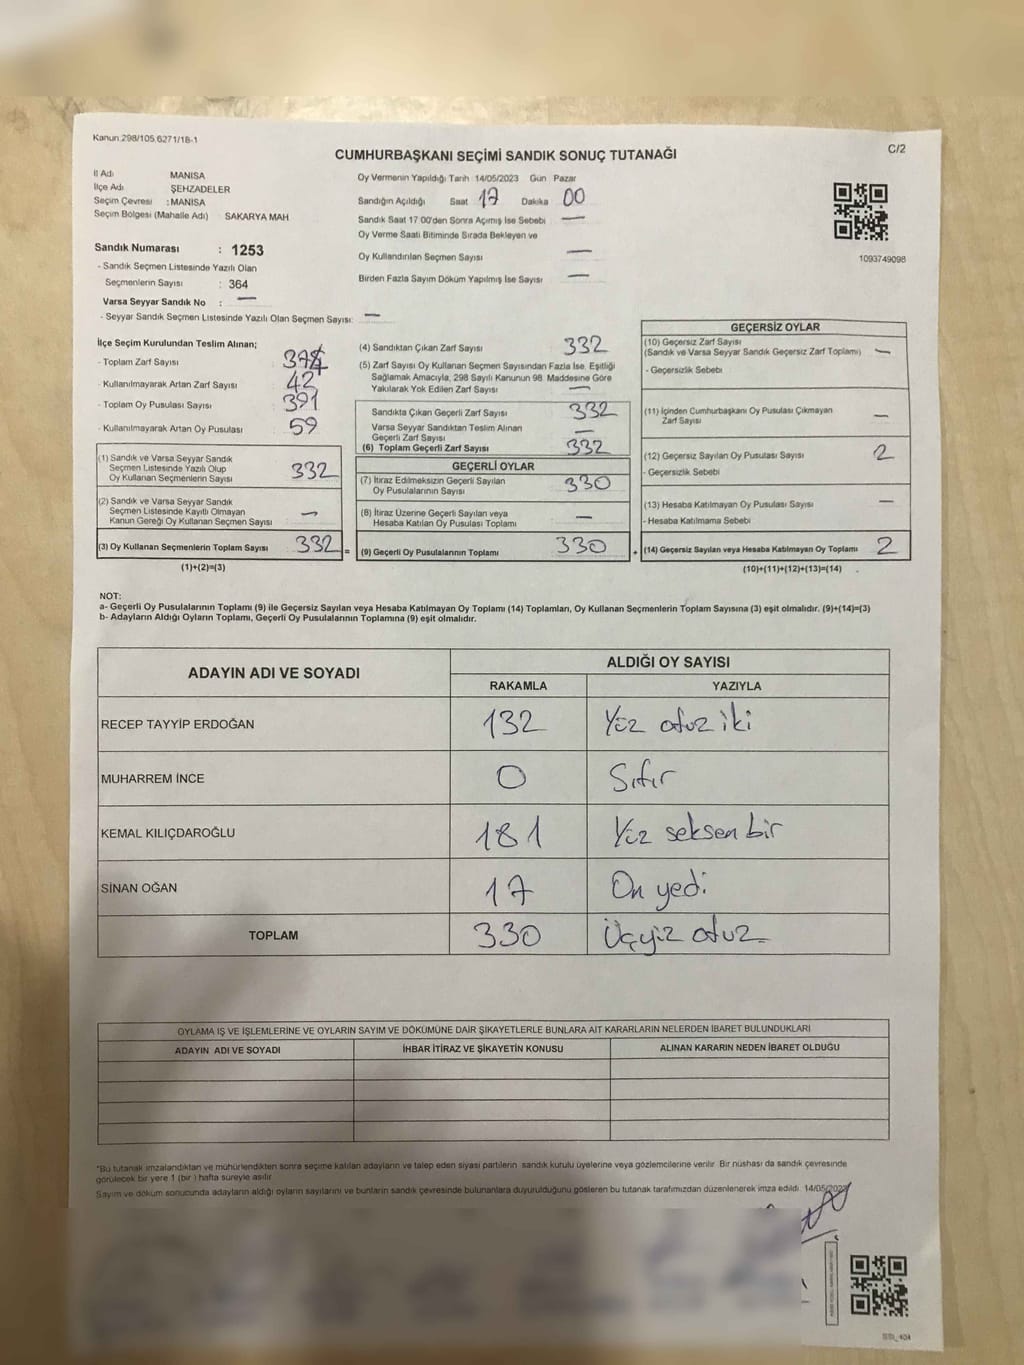 Kanun.298/105,6271/18-1
C/2
CUMHURBAŞKANI SEÇİMİ SANDIK SONUÇ TUTANAĞI
İl Adı MANİSA
İlçe Adı ŞEHZADELER
Seçim Çevresi : MANİSA
Seçim Bölgesi (Mahalle Adı) SAKARYA MAH
Sandık Numarası : 1253
- Sandık Seçmen Listesinde Yazılı Olan
Seçmenlerin Sayısı : 364
Varsa Seyyar Sandık No : —
- Seyyar Sandık Seçmen Listesinde Yazılı Olan Seçmen Sayısı: —
Oy Vermenin Yapıldığı Tarih 14/05/2023 Gün Pazar
Sandığın Açıldığı Saat 17 Dakika 00
Sandık Saat 17 00'den Sonra Açılmış İse Sebebi —
Oy Verme Saati Bitiminde Sırada Bekleyen ve
Oy Kullandırılan Seçmen Sayısı —
Birden Fazla Sayım Döküm Yapılmış İse Sayısı —
1093749098
İlçe Seçim Kurulundan Teslim Alınan;
- Toplam Zarf Sayısı :
- Kullanılmayarak Artan Zarf Sayısı : 42
- Toplam Oy Pusulası Sayısı : 391
- Kullanılmayarak Artan Oy Pusulası : 59
(1) Sandık ve Varsa Seyyar Sandık
Seçmen Listesinde Yazılı Olup
Oy Kullanan Seçmenlerin Sayısı 332
(2) Sandık ve Varsa Seyyar Sandık
Seçmen Listesinde Kayıtlı Olmayan
Kanun Gereği Oy Kullanan Seçmen Sayısı —
(3) Oy Kullanan Seçmenlerin Toplam Sayısı 332 =
(1)+(2)=(3)
(4) Sandıktan Çıkan Zarf Sayısı 332
(5) Zarf Sayısı Oy Kullanan Seçmen Sayısından Fazla İse, Eşitliği
Sağlamak Amacıyla, 298 Sayılı Kanunun 98. Maddesine Göre
Yakılarak Yok Edilen Zarf Sayısı —
Sandıkta Çıkan Geçerli Zarf Sayısı 332
Varsa Seyyar Sandıktan Teslim Alınan
Geçerli Zarf Sayısı —
(6) Toplam Geçerli Zarf Sayısı 332
GEÇERLİ OYLAR
(7) İtiraz Edilmeksizin Geçerli Sayılan
Oy Pusulalarının Sayısı 330
(8) İtiraz Üzerine Geçerli Sayılan veya
Hesaba Katılan Oy Pusulası Toplamı —
(9) Geçerli Oy Pusulalarının Toplamı 330 +
GEÇERSİZ OYLAR
(10) Geçersiz Zarf Sayısı
(Sandık ve Varsa Seyyar Sandık Geçersiz Zarf Toplamı) —
- Geçersizlik Sebebi
(11) İçinden Cumhurbaşkanı Oy Pusulası Çıkmayan
Zarf Sayısı —
(12) Geçersiz Sayılan Oy Pusulası Sayısı 2
- Geçersizlik Sebebi
(13) Hesaba Katılmayan Oy Pusulası Sayısı —
- Hesaba Katılmama Sebebi
(14) Geçersiz Sayılan veya Hesaba Katılmayan Oy Toplamı 2
(10)+(11)+(12)+(13)=(14)
NOT:
a- Geçerli Oy Pusulalarının Toplamı (9) ile Geçersiz Sayılan veya Hesaba Katılmayan Oy Toplamı (14) Toplamları, Oy Kullanan Seçmenlerin Toplam Sayısına (3) eşit olmalıdır. (9)+(14)=(3)
b- Adayların Aldığı Oyların Toplamı, Geçerli Oy Pusulalarının Toplamına (9) eşit olmalıdır.
ADAYIN ADI VE SOYADI ALDIĞI OY SAYISI
RAKAMLA YAZIYLA
RECEP TAYYİP ERDOĞAN 132 Yüz otuz iki
MUHARREM İNCE 0 Sıfır
KEMAL KILIÇDAROĞLU 181 Yüz seksen bir
SİNAN OĞAN 17 On yedi
TOPLAM 330 Üçyüz otuz
OYLAMA İŞ VE İŞLEMLERİNE VE OYLARIN SAYIM VE DÖKÜMÜNE DAİR ŞİKAYETLERLE BUNLARA AİT KARARLARIN NELERDEN İBARET BULUNDUKLARI
ADAYIN ADI VE SOYADI İHBAR İTİRAZ VE ŞİKAYETİN KONUSU ALINAN KARARIN NEDEN İBARET OLDUĞU
*Bu tutanak imzalandıktan ve mühürlendikten sonra seçime katılan adayların ve talep eden siyasi partilerin sandık kurulu üyelerine veya gözlemcilerine verilir. Bir nüshası da sandık çevresinde
görülecek bir yere 1 (bir ) hafta süreyle asılır
Sayım ve döküm sonucunda adayların aldığı oyların sayılarını ve bunların sandık çevresinde bulunanlara duyurulduğunu gösteren bu tutanak tarafımızdan düzenlenerek imza edildi. 14/05/2023